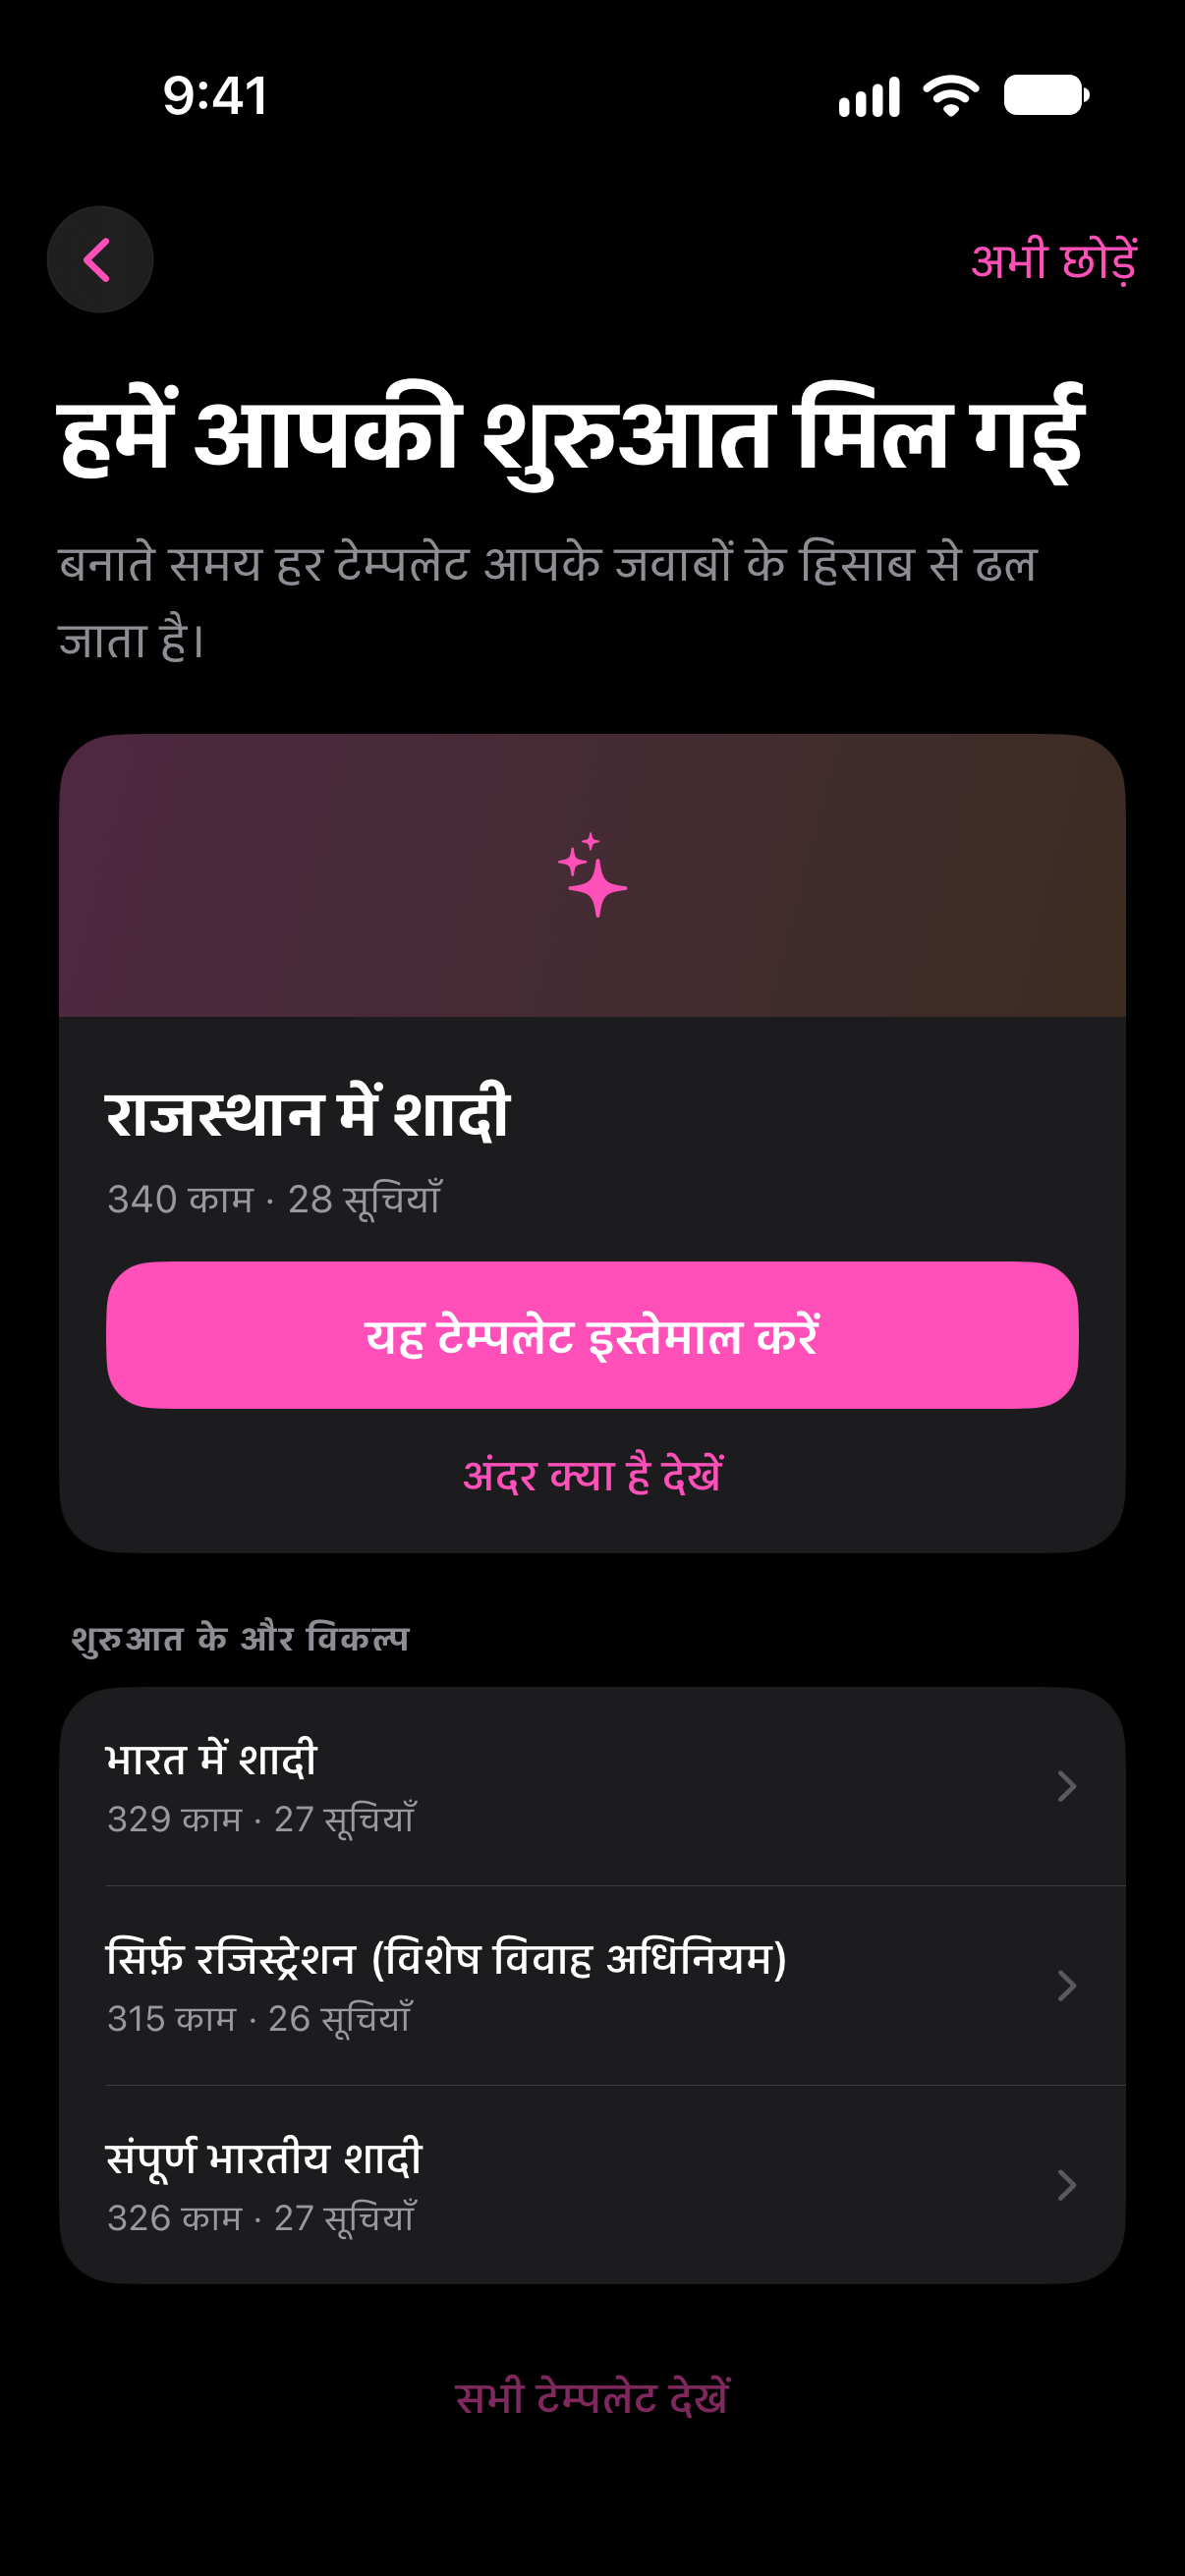 9:41
अभी छोड़ें
हमें आपकी शुरुआत मिल गई
बनाते समय हर टेम्पलेट आपके जवाबों के हिसाब से ढल
जाता है।
राजस्थान में शादी
340 काम · 28 सूचियाँ
यह टेम्पलेट इस्तेमाल करें
अंदर क्या है देखें
शुरुआत के और विकल्प
भारत में शादी
329 काम · 27 सूचियाँ
सिर्फ़ रजिस्ट्रेशन (विशेष विवाह अधिनियम)
315 काम · 26 सूचियाँ
संपूर्ण भारतीय शादी
326 काम · 27 सूचियाँ
सभी टेम्पलेट देखें